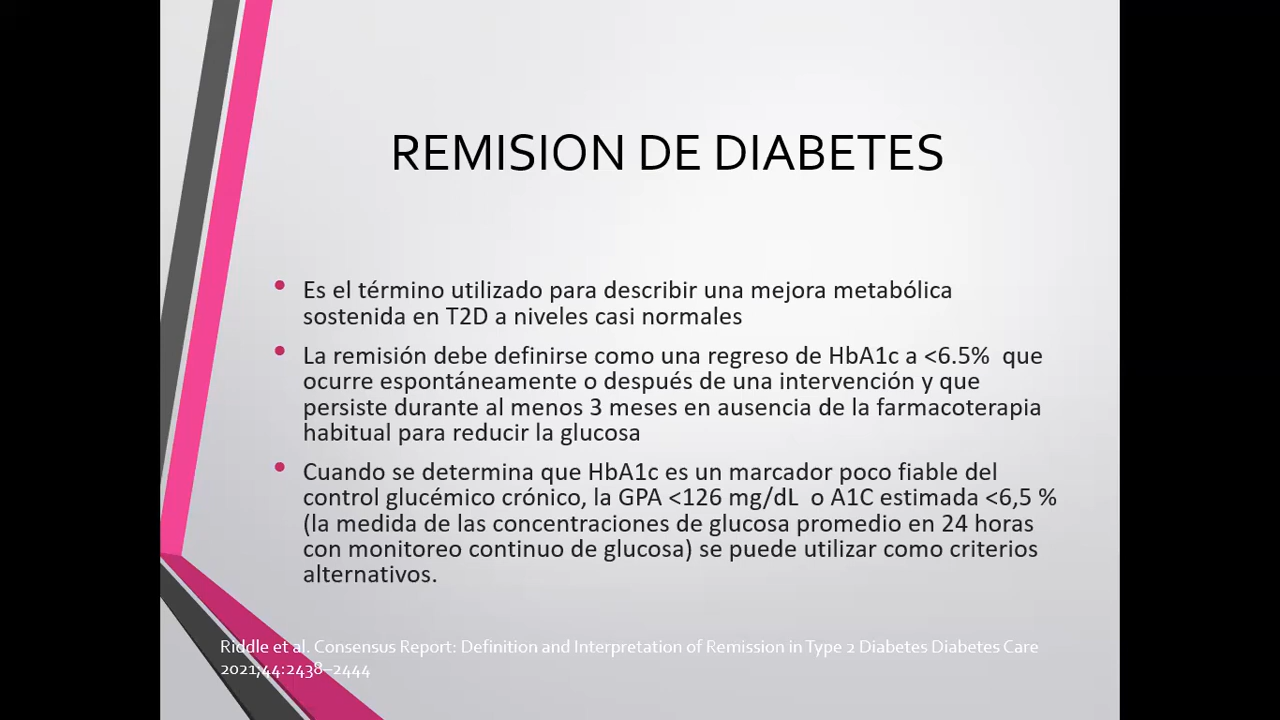 REMISION DE DIABETES
• Es el término utilizado para describir una mejora metabólica
sostenida en T2D a niveles casi normales
• La remisión debe definirse como una regreso de HbA1c a <6.5%  que
ocurre espontáneamente o después de una intervención y que
persiste durante al menos 3 meses en ausencia de la farmacoterapia
habitual para reducir la glucosa
• Cuando se determina que HbA1c es un marcador poco fiable del
control glucémico crónico, la GPA <126 mg/dL  o A1C estimada <6,5 %
(la medida de las concentraciones de glucosa promedio en 24 horas
con monitoreo continuo de glucosa) se puede utilizar como criterios
alternativos.
Riddle et al. Consensus Report: Definition and Interpretation of Remission in Type 2 Diabetes Diabetes Care
2021;44:2438–2444